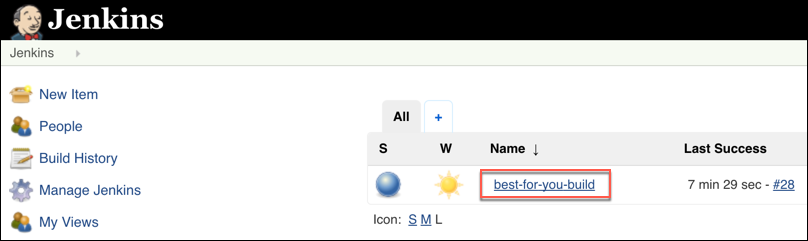 Jenkins
Jenkins
New Item
People
Build History
Manage Jenkins
My Views
All +
S W Name ↓ Last Success
best-for-you-build 7 min 29 sec - #28
Icon: S M L